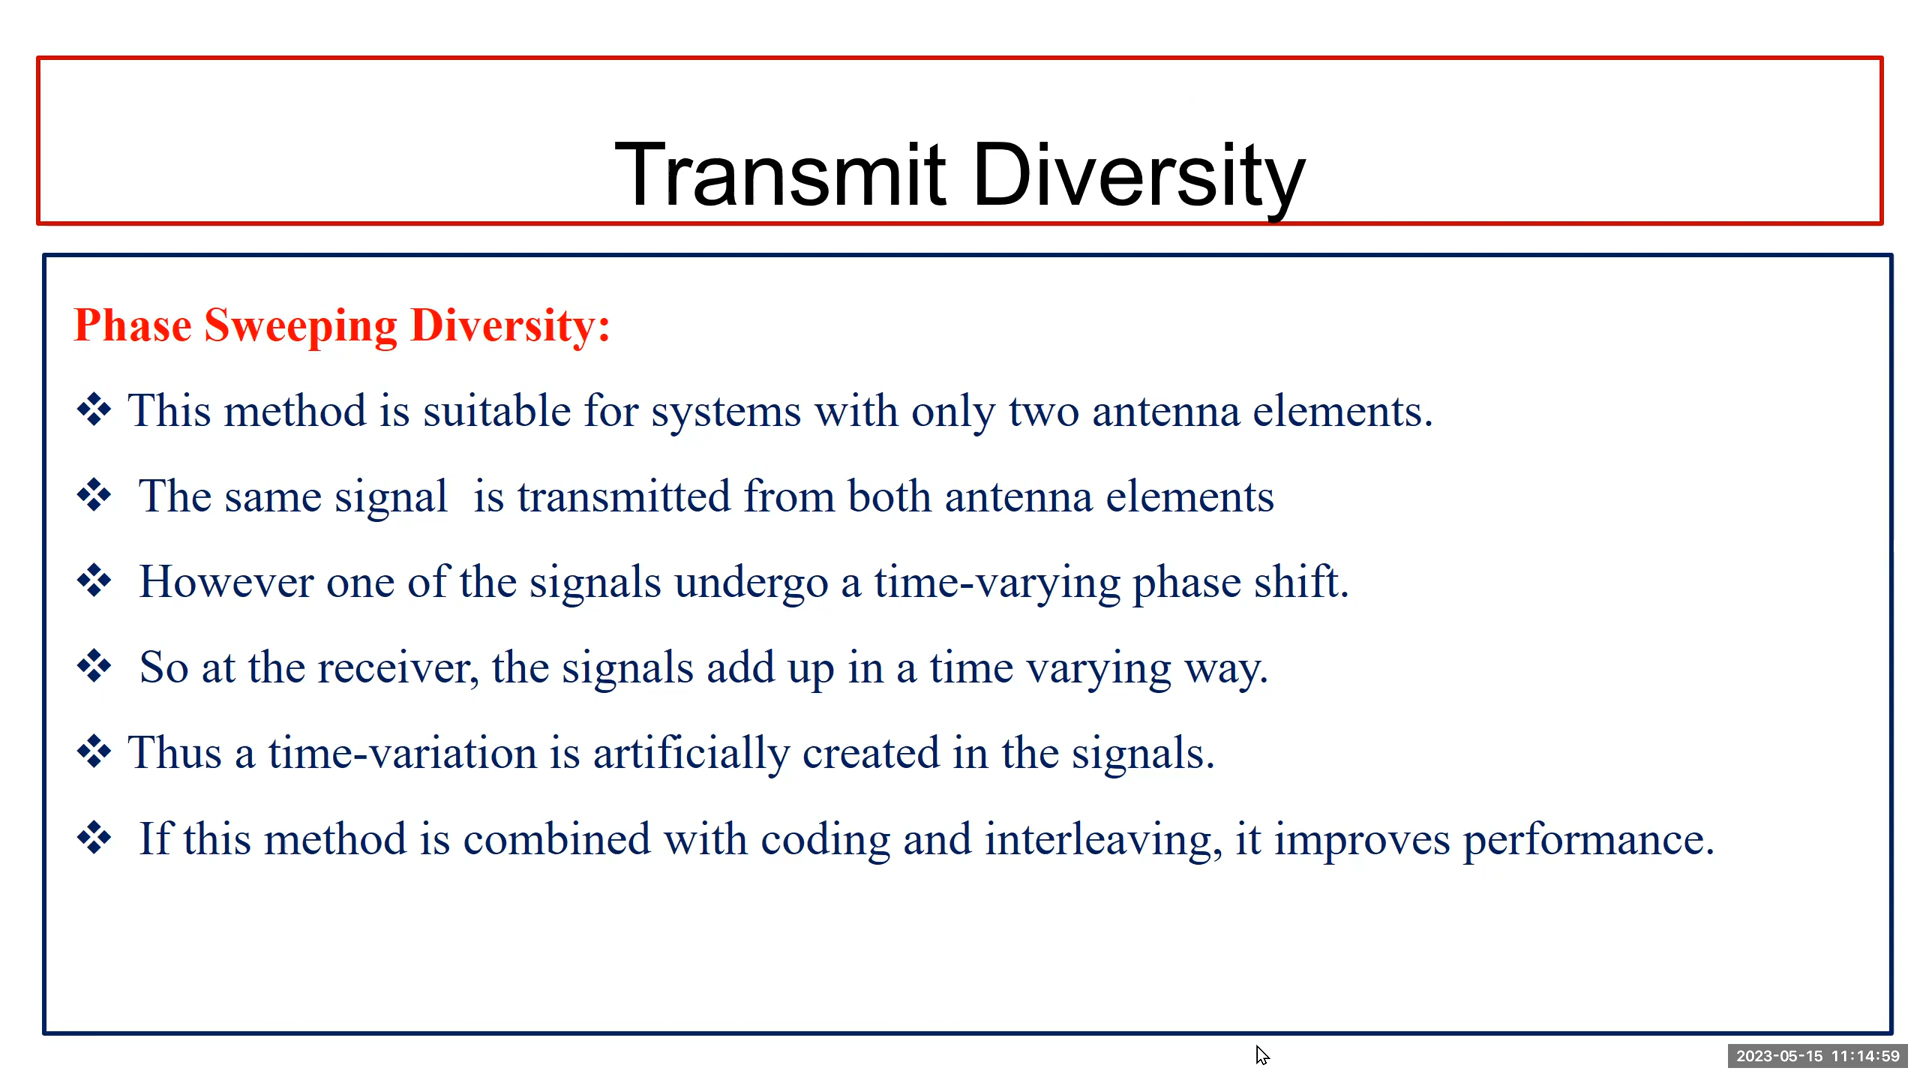 Transmit Diversity
Phase Sweeping Diversity:
❖ This method is suitable for systems with only two antenna elements.
❖ The same signal  is transmitted from both antenna elements
❖ However one of the signals undergo a time-varying phase shift.
❖ So at the receiver, the signals add up in a time varying way.
❖ Thus a time-variation is artificially created in the signals.
❖ If this method is combined with coding and interleaving, it improves performance.
2023-05-15 11:14:59